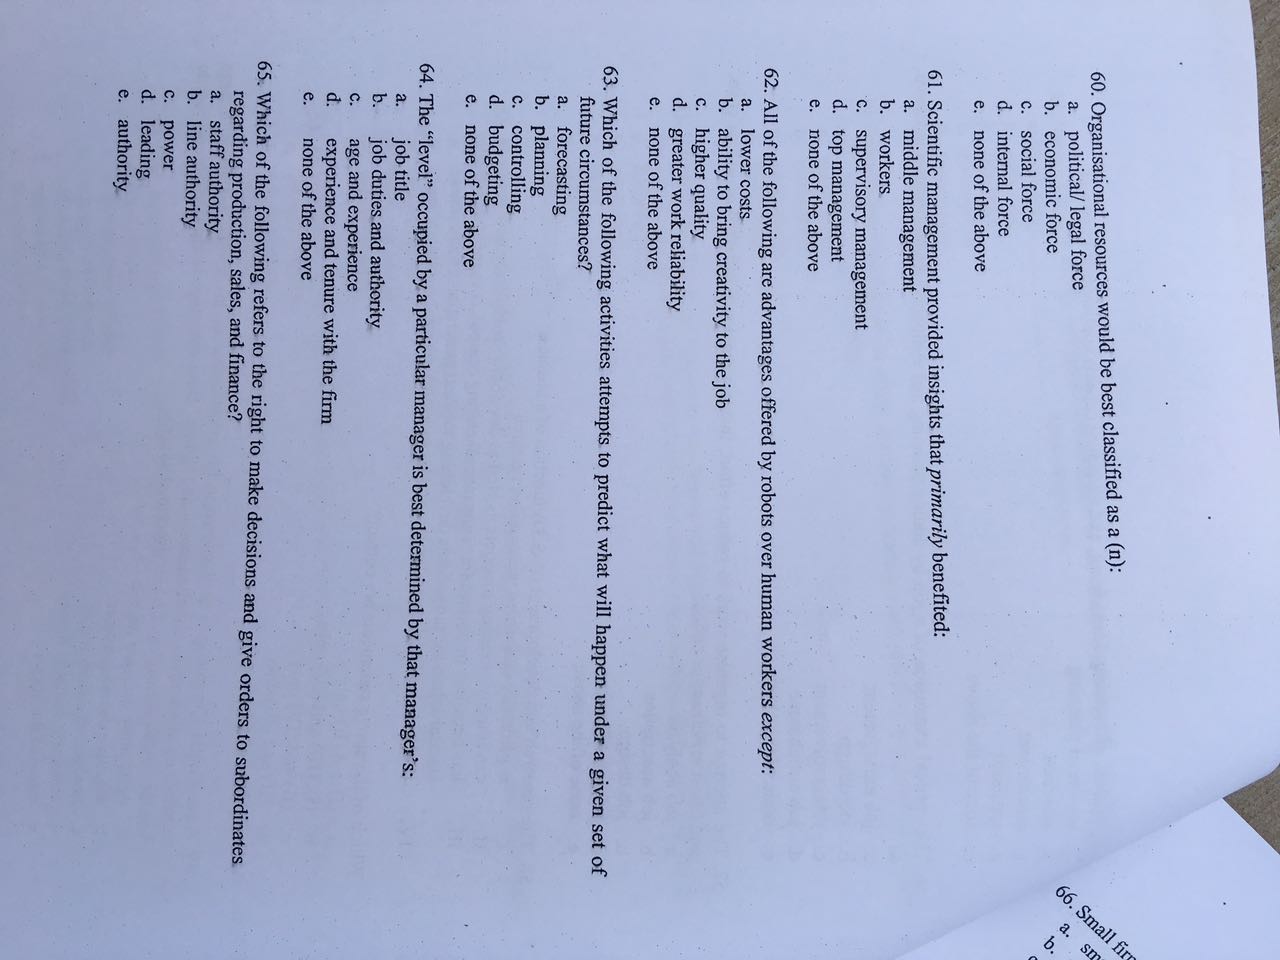 60. Organisational resources would be best classified as a (n):
a. political/ legal force
b. economic force
c. social force
d. internal force
e. none of the above
61. Scientific management provided insights that primarily benefited:
a. middle management
b. workers
c. supervisory management
d. top management
e. none of the above
62. All of the following are advantages offered by robots over human workers except:
a. lower costs
b. ability to bring creativity to the job
c. higher quality
d. greater work reliability
e. none of the above
63. Which of the following activities attempts to predict what will happen under a given set of
future circumstances?
a. forecasting
b. planning
c. controlling
d. budgeting
e. none of the above
64. The “level” occupied by a particular manager is best determined by that manager’s:
a. job title
b. job duties and authority
c. age and experience
d. experience and tenure with the firm
e. none of the above
65. Which of the following refers to the right to make decisions and give orders to subordinates
regarding production, sales, and finance?
a. staff authority
b. line authority
c. power
d. leading
e. authority
66. Small
a.
b.